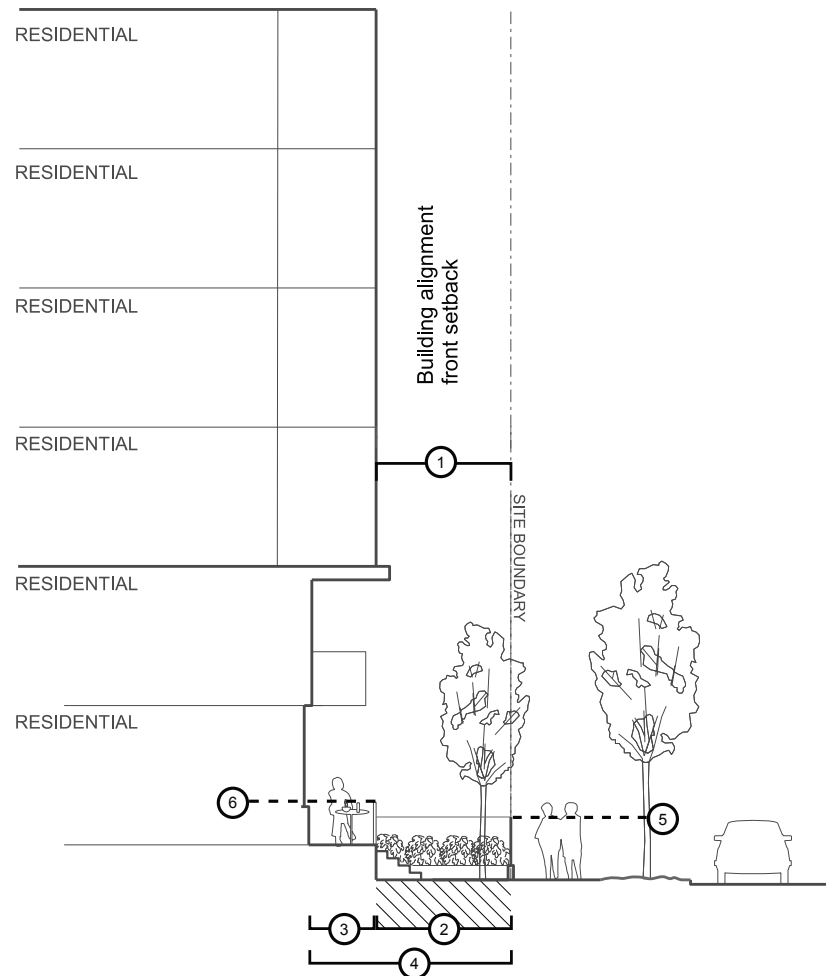 RESIDENTIAL
RESIDENTIAL
Building alignment
front setback
RESIDENTIAL
RESIDENTIAL
1
SITE BOUNDARY
RESIDENTIAL
RESIDENTIAL
6
5
3
2
4